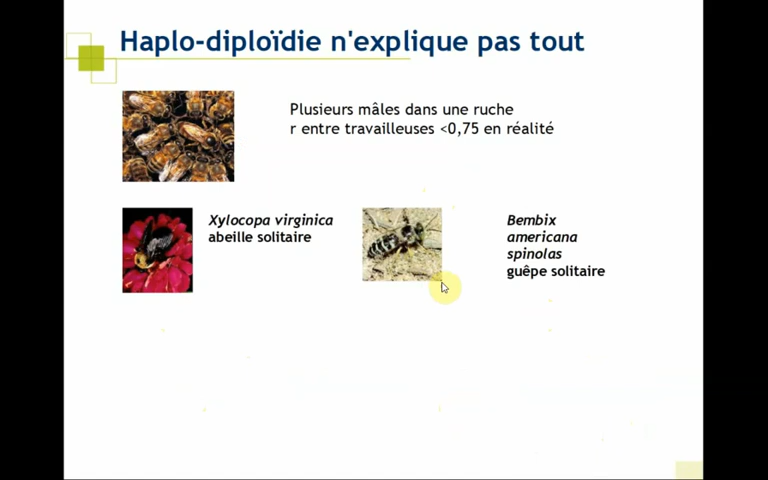 Haplo-diploïdie n'explique pas tout
Plusieurs mâles dans une ruche
r entre travailleuses <0,75 en réalité
Xylocopa virginica
abeille solitaire
Bembix
americana
spinolas
guêpe solitaire